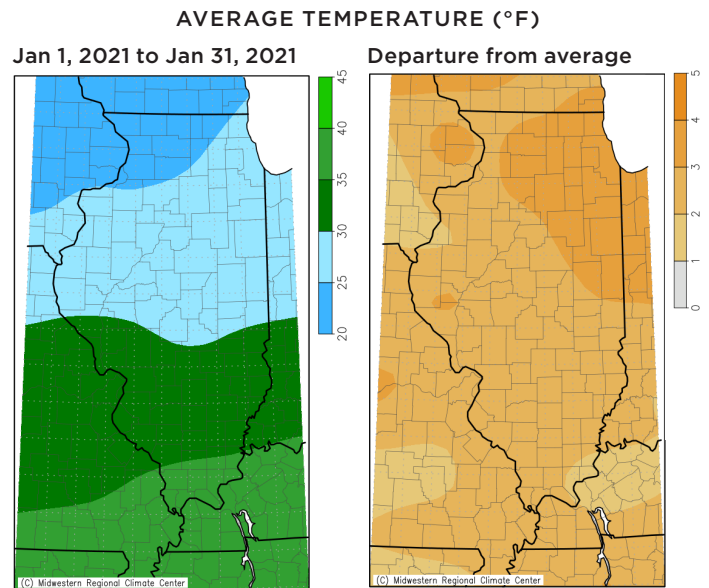 AVERAGE TEMPERATURE (°F)
Jan 1, 2021 to Jan 31, 2021
Departure from average
45
40
35
30
25
20
5
4
3
2
1
0
(C) Midwestern Regional Climate Center
(C) Midwestern Regional Climate Center